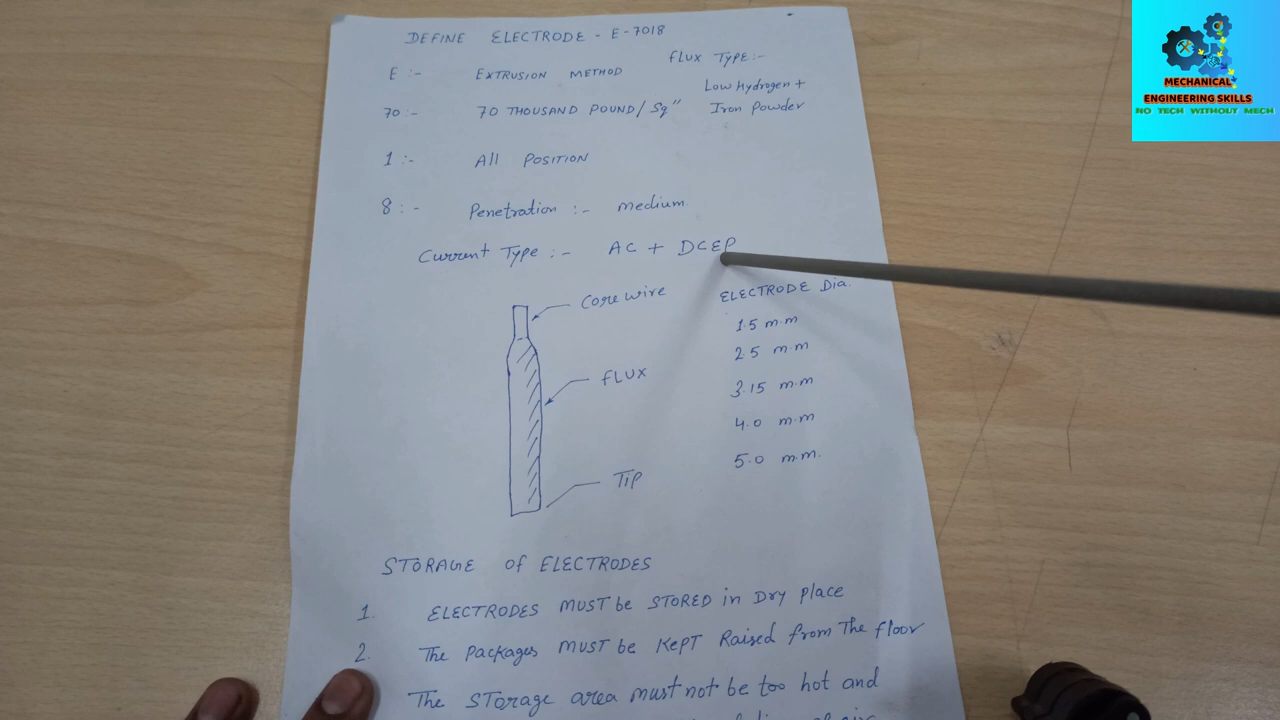 DEFINE ELECTRODE - E-7018
E :- EXTRUSION METHOD
FLUX TYPE:-
Low Hydrogen +
Iron Powder
70 :- 70 THOUSAND POUND/Sq"
1 :- All POSITION
8 :- Penetration :- medium.
Current Type :- AC + DCEP
Core wire
FLUX
TIP
ELECTRODE Dia.
1.5 m.m
2.5 m.m
3.15 m.m
4.0 m.m
5.0 m.m.
STORAGE of ELECTRODES
1. ELECTRODES MUST be STORED in Dry place
2. The packages MUST be KEPT Raised from The floor
The STorage area must not be too hot and
MECHANICAL
ENGINEERING SKILLS
NO TECH WITHOUT MECH